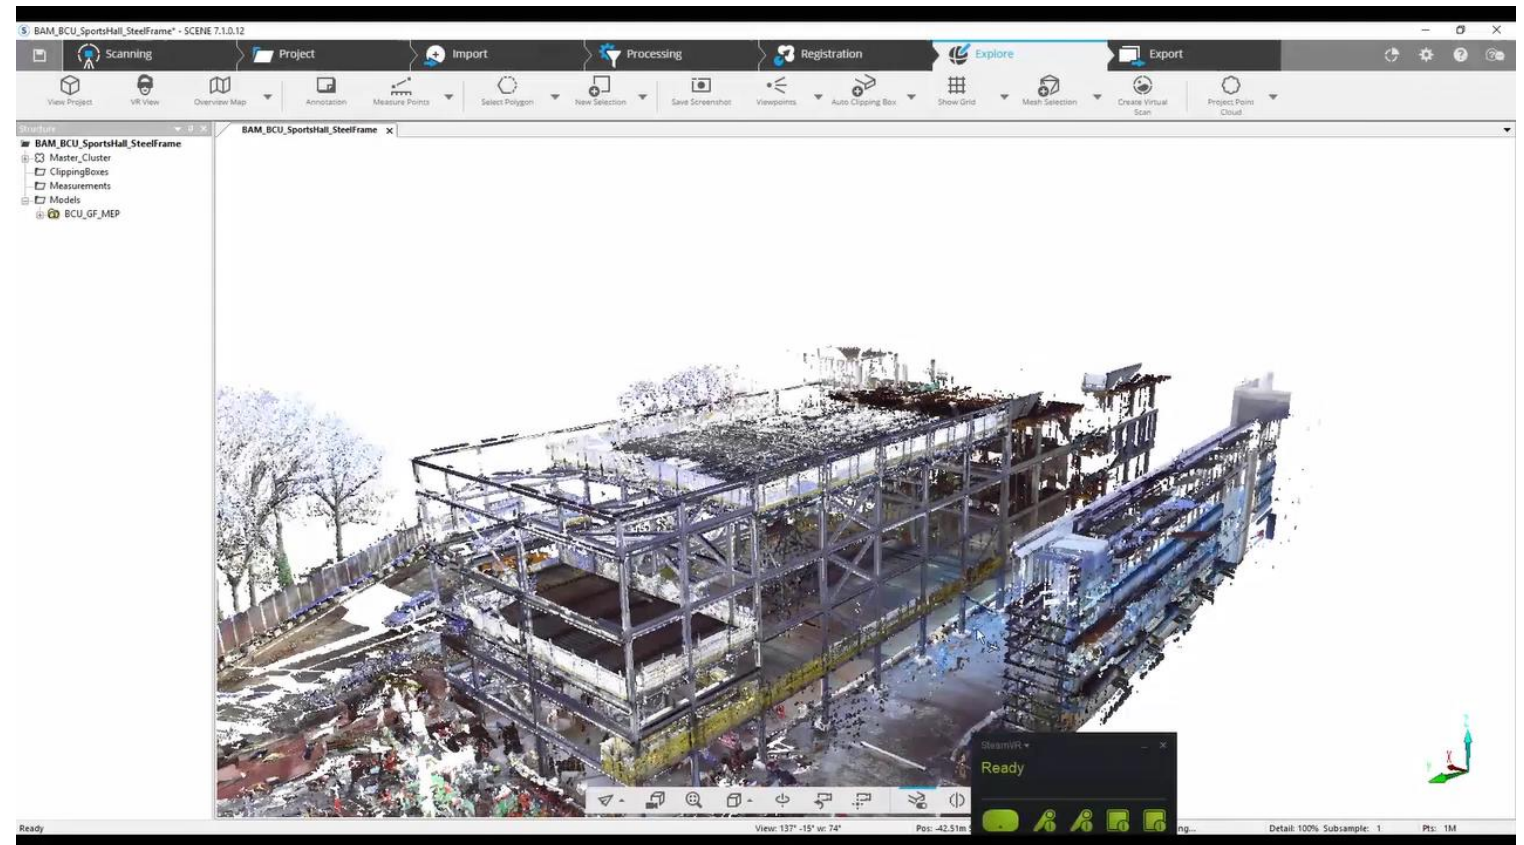 BAM_BCU_SportsHall_SteelFrame* - SCENE 7.1.0.12
Scanning Project Import Processing Registration Explore Export
View Project VR View Overview Map Annotation Measure Points Select Polygon New Selection Save Screenshot Viewpoints Auto Clipping Box Show Grid Mesh Selection Create Virtual Scan Project Point Cloud
Structure
BAM_BCU_SportsHall_SteelFrame
BAM_BCU_SportsHall_SteelFrame
Master_Cluster
ClippingBoxes
Measurements
Models
BCU_GF_MEP
SteamVR
Ready
Ready View: 137° -15° w: 74° Pos: -42.51m Detail: 100% Subsample: 1 Pts: 1M